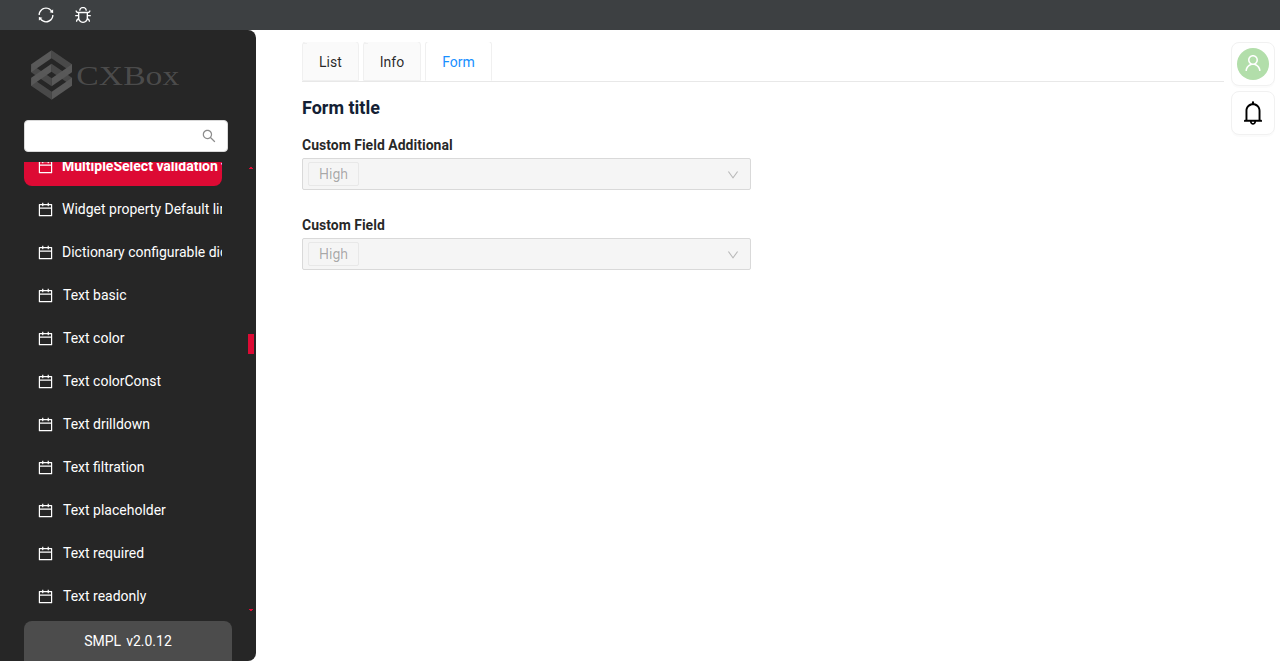 CXBox
MultipleSelect validation
Widget property Default
Dictionary configurable
Text basic
Text color
Text colorConst
Text drilldown
Text filtration
Text placeholder
Text required
Text readonly
SMPL v2.0.12
List Info Form
Form title
Custom Field Additional
High
Custom Field
High